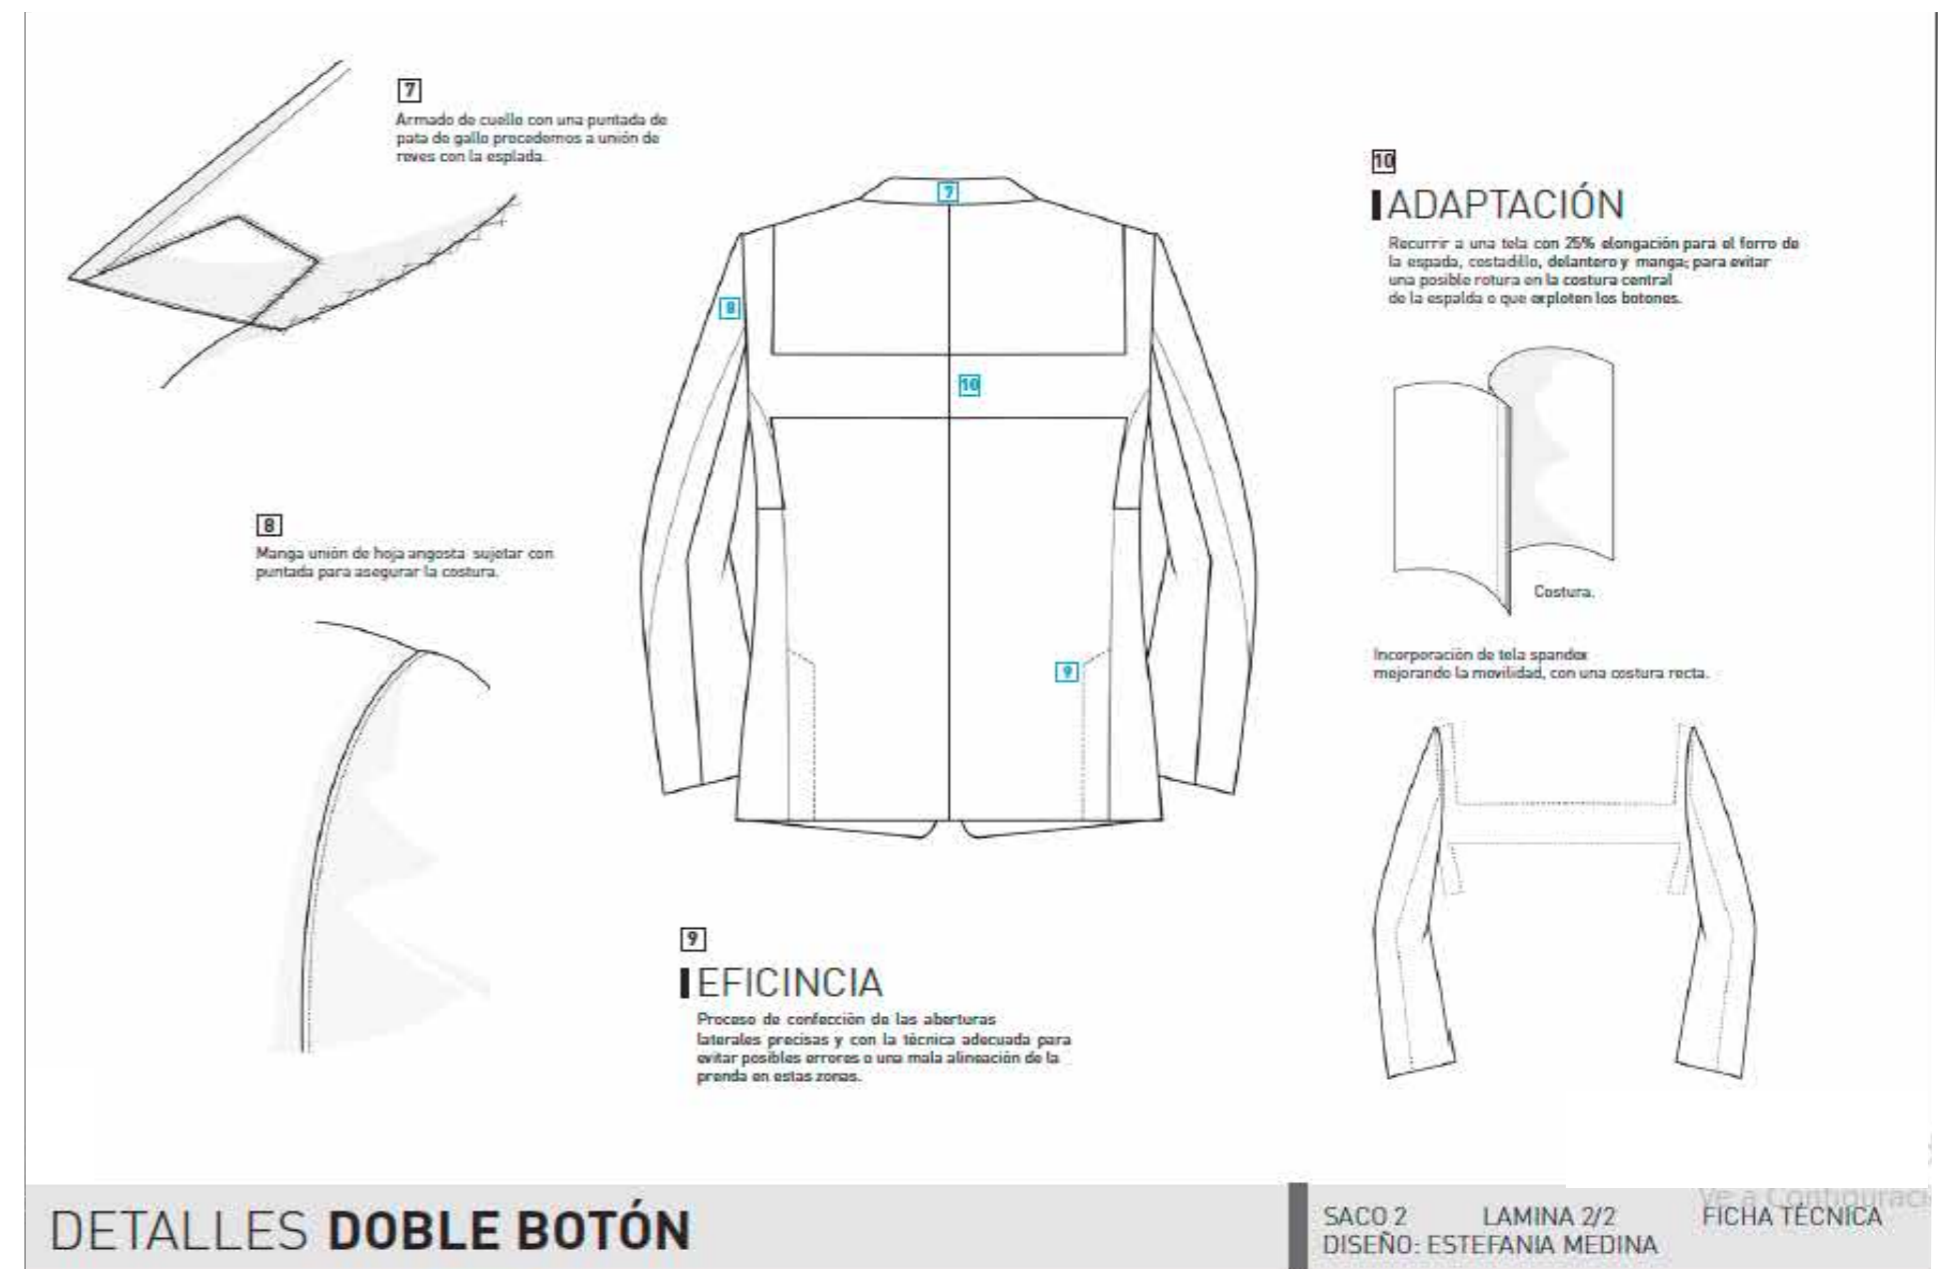 7
Armado de cuello con una puntada de
pata de gallo procedemos a unión de
reves con la esplada.
8
Manga unión de hoja angosta sujetar con
puntada para asegurar la costura.
7
8
10
9
9
EFICINCIA
Proceso de confección de las aberturas
laterales precisas y con la técnica adecuada para
evitar posibles errores o una mala alineación de la
prenda en estas zonas.
10
ADAPTACIÓN
Recurrir a una tela con 25% elongación para el forro de
la espada, costadillo, delantero y manga; para evitar
una posible rotura en la costura central
de la espalda o que exploten los botones.
Costura.
Incorporación de tela spandex
mejorando la movilidad, con una costura recta.
DETALLES DOBLE BOTÓN
Ve a Configuraci
SACO 2 LAMINA 2/2 FICHA TÉCNICA
DISEÑO: ESTEFANIA MEDINA